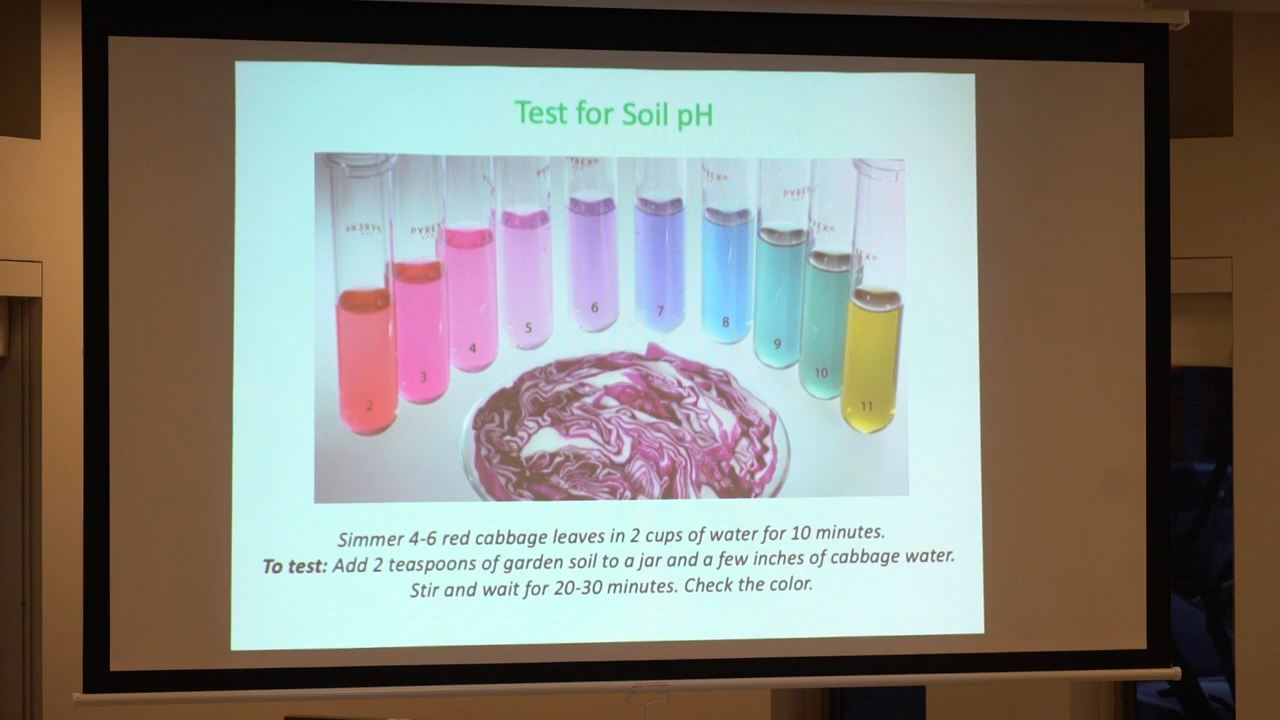 Test for Soil pH
PYREX®
PYREX
PYREX
2
3
4
5
6
7
8
9
10
11
Simmer 4-6 red cabbage leaves in 2 cups of water for 10 minutes.
To test: Add 2 teaspoons of garden soil to a jar and a few inches of cabbage water.
Stir and wait for 20-30 minutes. Check the color.